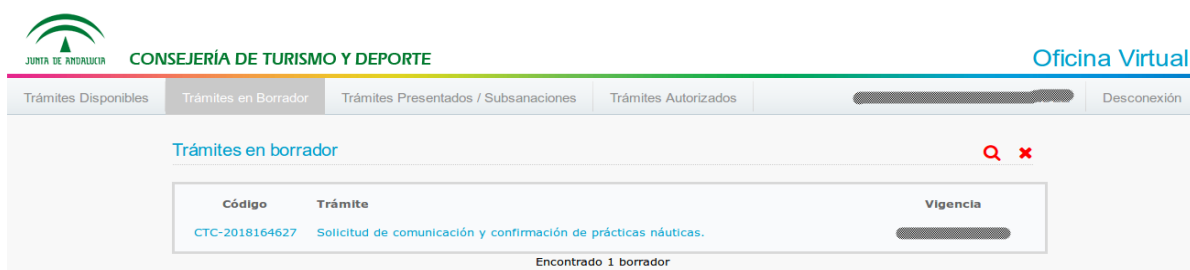 JUNTA DE ANDALUCIA
CONSEJERÍA DE TURISMO Y DEPORTE
Oficina Virtual
Trámites Disponibles
Trámites en Borrador
Trámites Presentados / Subsanaciones
Trámites Autorizados
Desconexión
Trámites en borrador
Código Trámite Vigencia
CTC-2018164627 Solicitud de comunicación y confirmación de prácticas náuticas.
Encontrado 1 borrador